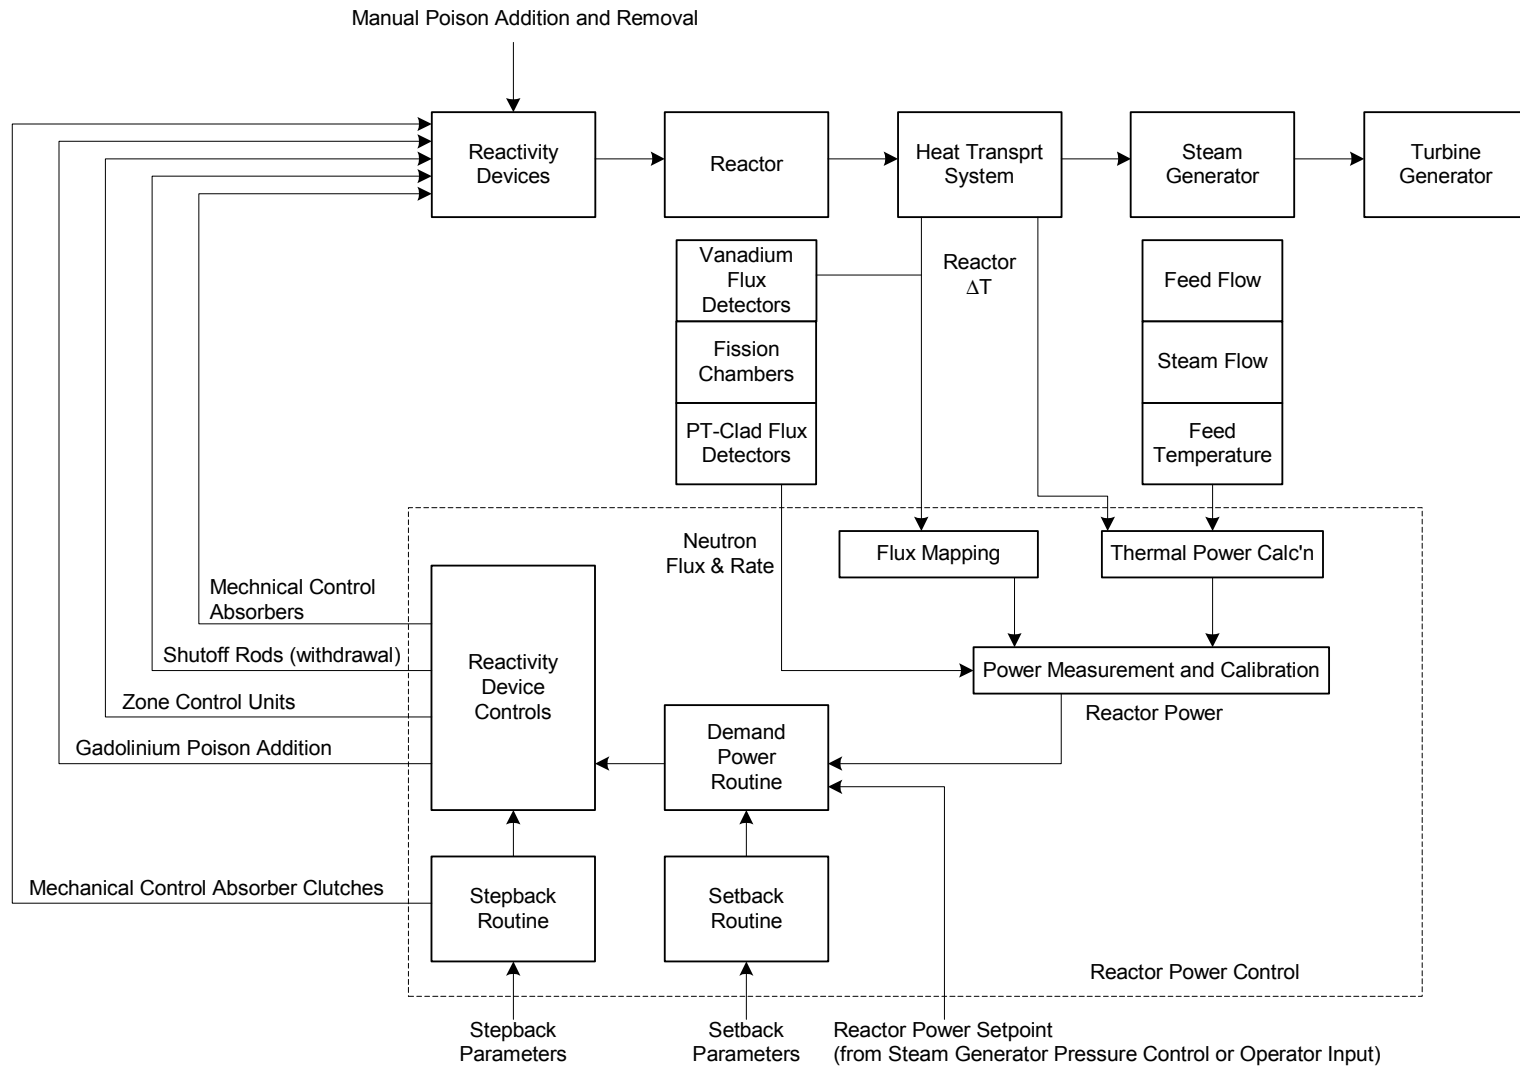 Manual Poison Addition and Removal
Reactivity
Devices
Reactor
Heat Transprt
System
Steam
Generator
Turbine
Generator
Vanadium
Flux
Detectors
Reactor
ΔT
Feed Flow
Fission
Chambers
Steam Flow
PT-Clad Flux
Detectors
Feed
Temperature
Neutron
Flux & Rate
Flux Mapping
Thermal Power Calc'n
Mechnical Control
Absorbers
Shutoff Rods (withdrawal)
Zone Control Units
Gadolinium Poison Addition
Reactivity
Device
Controls
Power Measurement and Calibration
Reactor Power
Demand
Power
Routine
Mechanical Control Absorber Clutches
Stepback
Routine
Setback
Routine
Reactor Power Control
Stepback
Parameters
Setback
Parameters
Reactor Power Setpoint
(from Steam Generator Pressure Control or Operator Input)